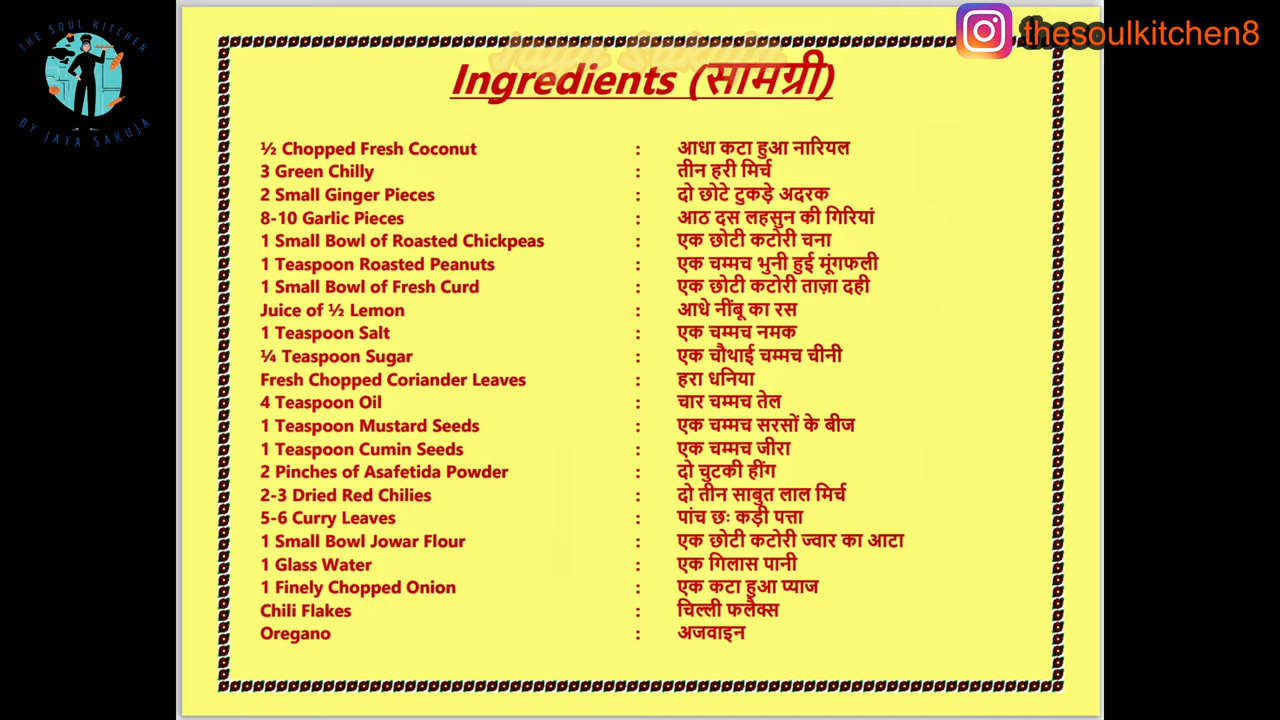 THE SOUL KITCHEN
BY JAYA SAKUJA
thesoulkitchen8
Ingredients (सामग्री)
½ Chopped Fresh Coconut : आधा कटा हुआ नारियल
3 Green Chilly : तीन हरी मिर्च
2 Small Ginger Pieces : दो छोटे टुकड़े अदरक
8-10 Garlic Pieces : आठ दस लहसुन की गिरियां
1 Small Bowl of Roasted Chickpeas : एक छोटी कटोरी चना
1 Teaspoon Roasted Peanuts : एक चम्मच भुनी हुई मूंगफली
1 Small Bowl of Fresh Curd : एक छोटी कटोरी ताज़ा दही
Juice of ½ Lemon : आधे नींबू का रस
1 Teaspoon Salt : एक चम्मच नमक
¼ Teaspoon Sugar : एक चौथाई चम्मच चीनी
Fresh Chopped Coriander Leaves : हरा धनिया
4 Teaspoon Oil : चार चम्मच तेल
1 Teaspoon Mustard Seeds : एक चम्मच सरसों के बीज
1 Teaspoon Cumin Seeds : एक चम्मच जीरा
2 Pinches of Asafetida Powder : दो चुटकी हींग
2-3 Dried Red Chilies : दो तीन साबुत लाल मिर्च
5-6 Curry Leaves : पांच छः कड़ी पत्ता
1 Small Bowl Jowar Flour : एक छोटी कटोरी ज्वार का आटा
1 Glass Water : एक गिलास पानी
1 Finely Chopped Onion : एक कटा हुआ प्याज
Chili Flakes : चिल्ली फलैक्स
Oregano : अजवाइन